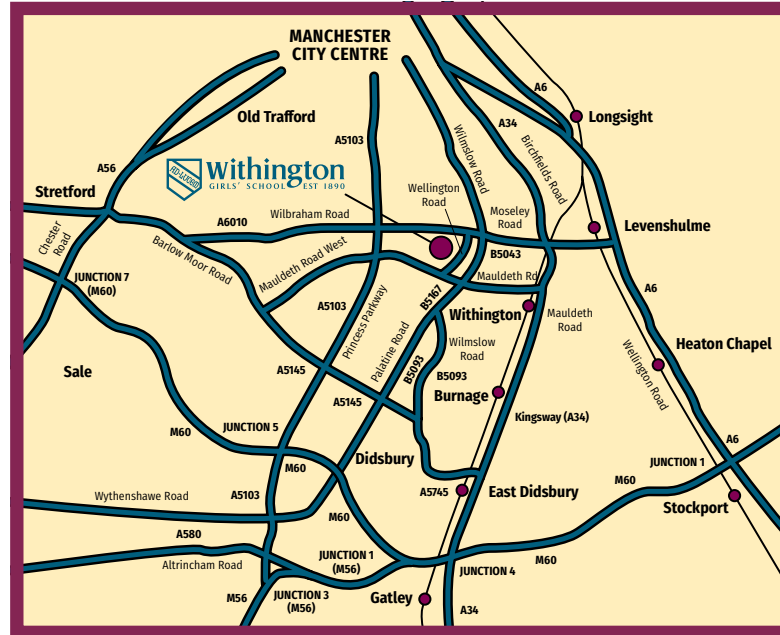 MANCHESTER
CITY CENTRE
A6
Longsight
Old Trafford
A5103
A34
Wilmslow Road
Birchfields Road
A56
AD LUCEM
Withington
GIRLS' SCHOOL EST 1890
Stretford
Wellington
Road
Moseley
Road
A6010
Wilbraham Road
Levenshulme
Chester
Road
Barlow Moor Road
Mauldeth Road West
B5043
JUNCTION 7
(M60)
Mauldeth Rd
A6
A5103
Princess Parkway
B5167
Withington
Mauldeth
Road
Palatine Road
Wilmslow
Road
Heaton Chapel
Wellington Road
Sale
A5145
B5093
B5093
A5145
Burnage
Kingsway (A34)
M60
JUNCTION 5
A6
M60
Didsbury
JUNCTION 1
M60
Wythenshawe Road
A5103
A5745
East Didsbury
Stockport
M60
A580
Altrincham Road
JUNCTION 1
(M56)
M60
JUNCTION 4
M56
JUNCTION 3
(M56)
Gatley
A34